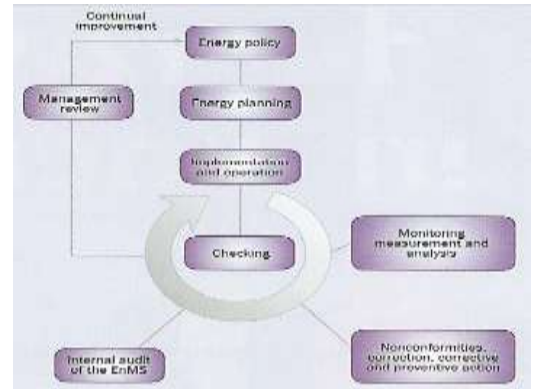 Continual
improvement
Energy policy
Management
review
Energy planning
Implementation
and operation
Checking
Monitoring
measurement and
analysis
Internal audit
of the EnMS
Nonconformities,
correction, corrective
and preventive action